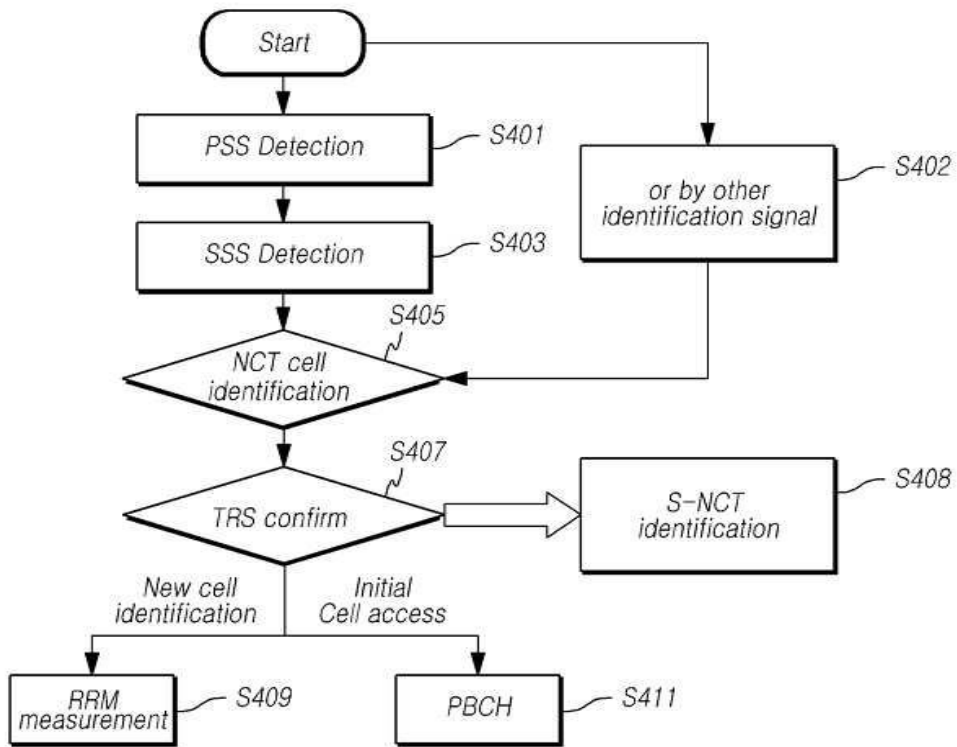 Start
PSS Detection
S401
or by other
identification signal
S402
SSS Detection
S403
NCT cell
identification
S405
TRS confirm
S407
S-NCT
identification
S408
New cell
identification
Initial
Cell access
RRM
measurement
S409
PBCH
S411